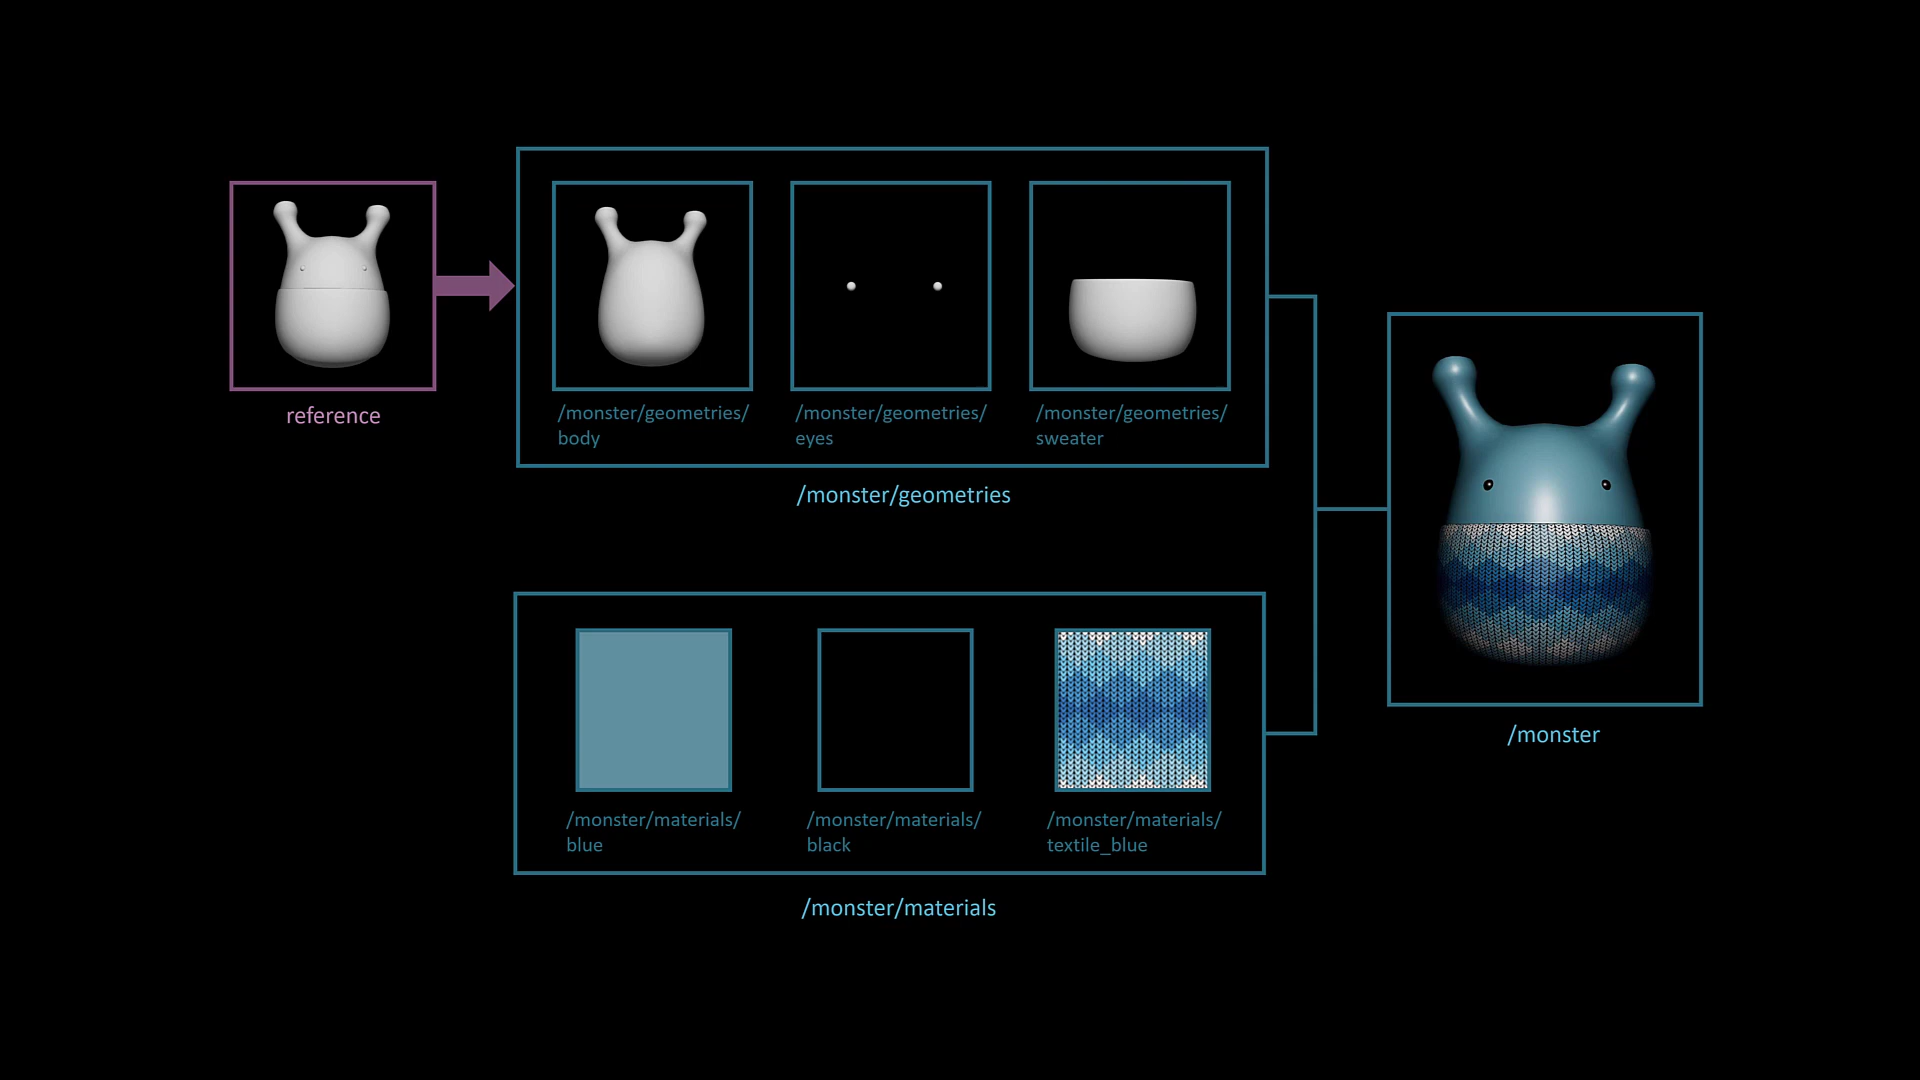 reference
/monster/geometries/
body
/monster/geometries/
eyes
/monster/geometries/
sweater
/monster/geometries
/monster/materials/
blue
/monster/materials/
black
/monster/materials/
textile_blue
/monster/materials
/monster